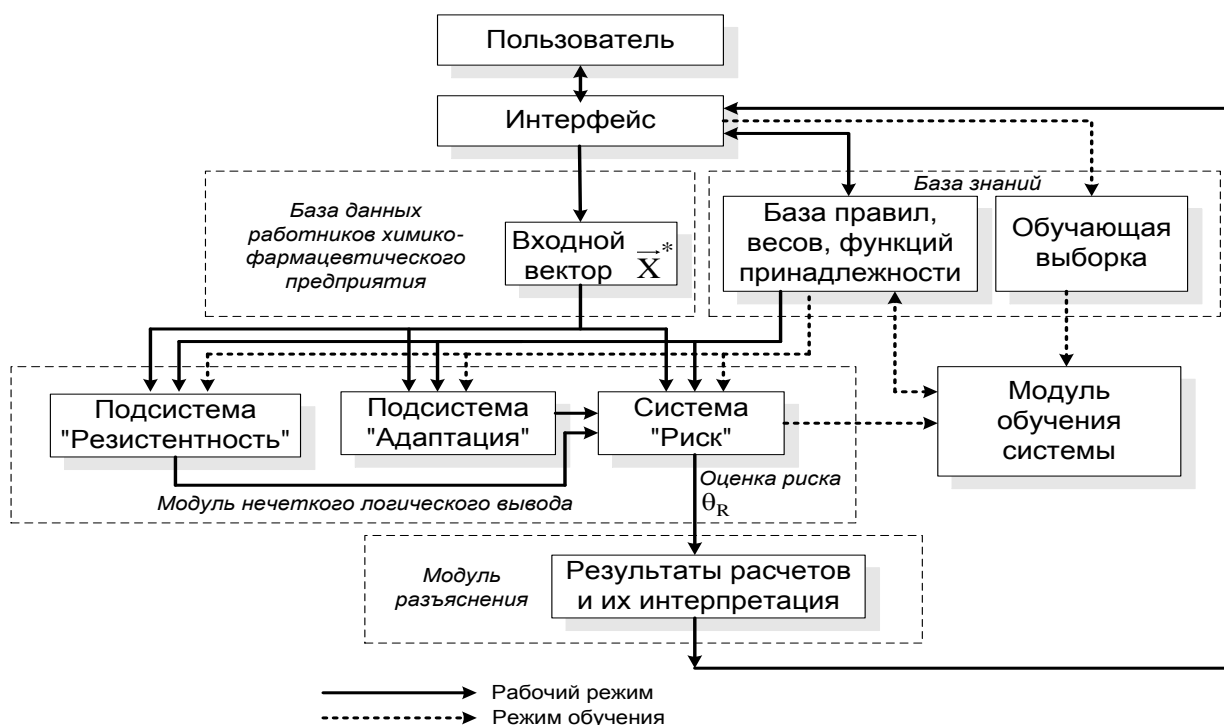 Пользователь
Интерфейс
База данных
работников химико-
фармацевтического
предприятия
Входной
вектор X*
База знаний
База правил,
весов, функций
принадлежности
Обучающая
выборка
Подсистема
"Резистентность"
Подсистема
"Адаптация"
Система
"Риск"
Модуль
обучения
системы
Модуль нечеткого логического вывода
Оценка риска
θR
Модуль
разъяснения
Результаты расчетов
и их интерпретация
Рабочий режим
Режим обучения